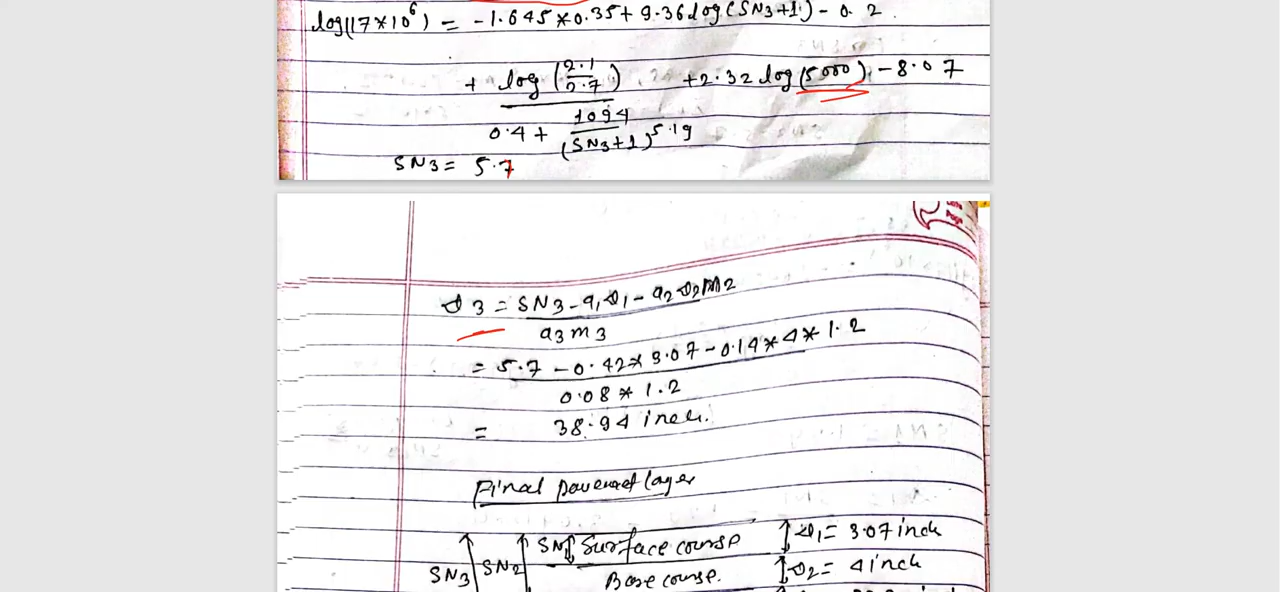 log(17*10^6) = -1.645*0.35+ 9.36 log(SN3+1) - 0.2
+ log (2.1/2.7) +2.32 log(5000) - 8.07
0.4 + 1094/(SN3+1)^5.19
SN3 = 5.7
D3 = SN3 - a1D1 - a2D2m2
a3m3
= 5.7 - 0.42*3.07 - 0.14*4*1.2
0.08 * 1.2
= 38.94 inch.
Final pavement layer
SN3 SN2 SN1 Surface course D1 = 3.07 inch
Base course. D2 = 4 inch